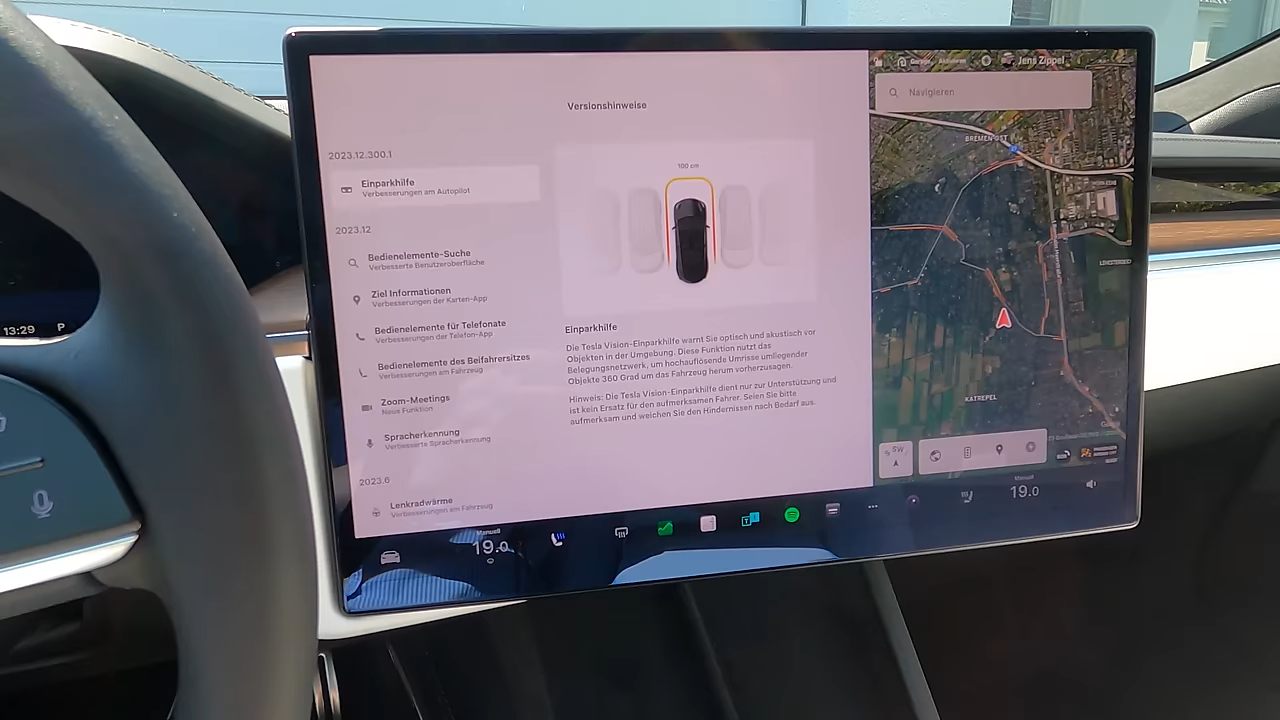 Versionshinweise
2023.12.300.1
Einparkhilfe
Verbesserungen am Autopilot
2023.12
Bedienelemente-Suche
Verbesserte Benutzeroberfläche
Ziel Informationen
Verbesserungen der Karten-App
Bedienelemente für Telefonate
Verbesserungen der Telefon-App
Bedienelemente des Beifahrersitzes
Verbesserungen am Fahrzeug
Zoom-Meetings
Neue Funktion
Spracherkennung
Verbesserte Spracherkennung
2023.6
Lenkradwärme
Verbesserungen am Fahrzeug
100 cm
Einparkhilfe
Die Tesla Vision-Einparkhilfe warnt Sie optisch und akustisch vor
Objekten in der Umgebung. Diese Funktion nutzt das
Belegungsnetzwerk, um hochauflösende Umrisse umliegender
Objekte 360 Grad um das Fahrzeug herum vorherzusagen.
Hinweis: Die Tesla Vision-Einparkhilfe dient nur zur Unterstützung und
ist kein Ersatz für den aufmerksamen Fahrer. Seien Sie bitte
aufmerksam und weichen Sie den Hindernissen nach Bedarf aus.
Jens Zippel
Navigieren
BREMEN-OST
KATREPEL
SW
13:29 P
Manuell
19.0
Manuell
19.0